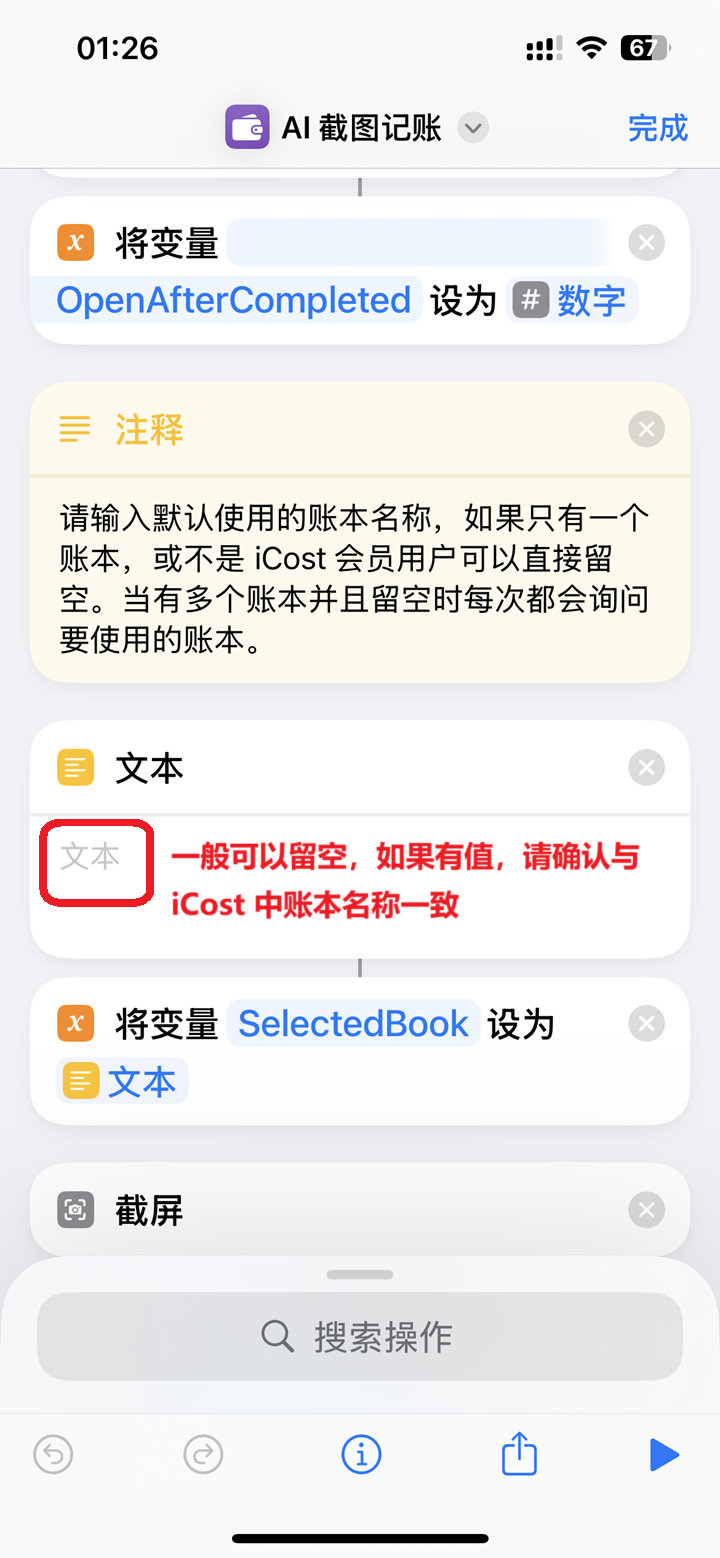 01:26
67
AI 截图记账
完成
x 将变量
OpenAfterCompleted 设为 # 数字
注释
请输入默认使用的账本名称，如果只有一个
账本，或不是 iCost 会员用户可以直接留
空。当有多个账本并且留空时每次都会询问
要使用的账本。
文本
文本
一般可以留空，如果有值，请确认与
iCost 中账本名称一致
x 将变量 SelectedBook 设为
文本
截屏
搜索操作